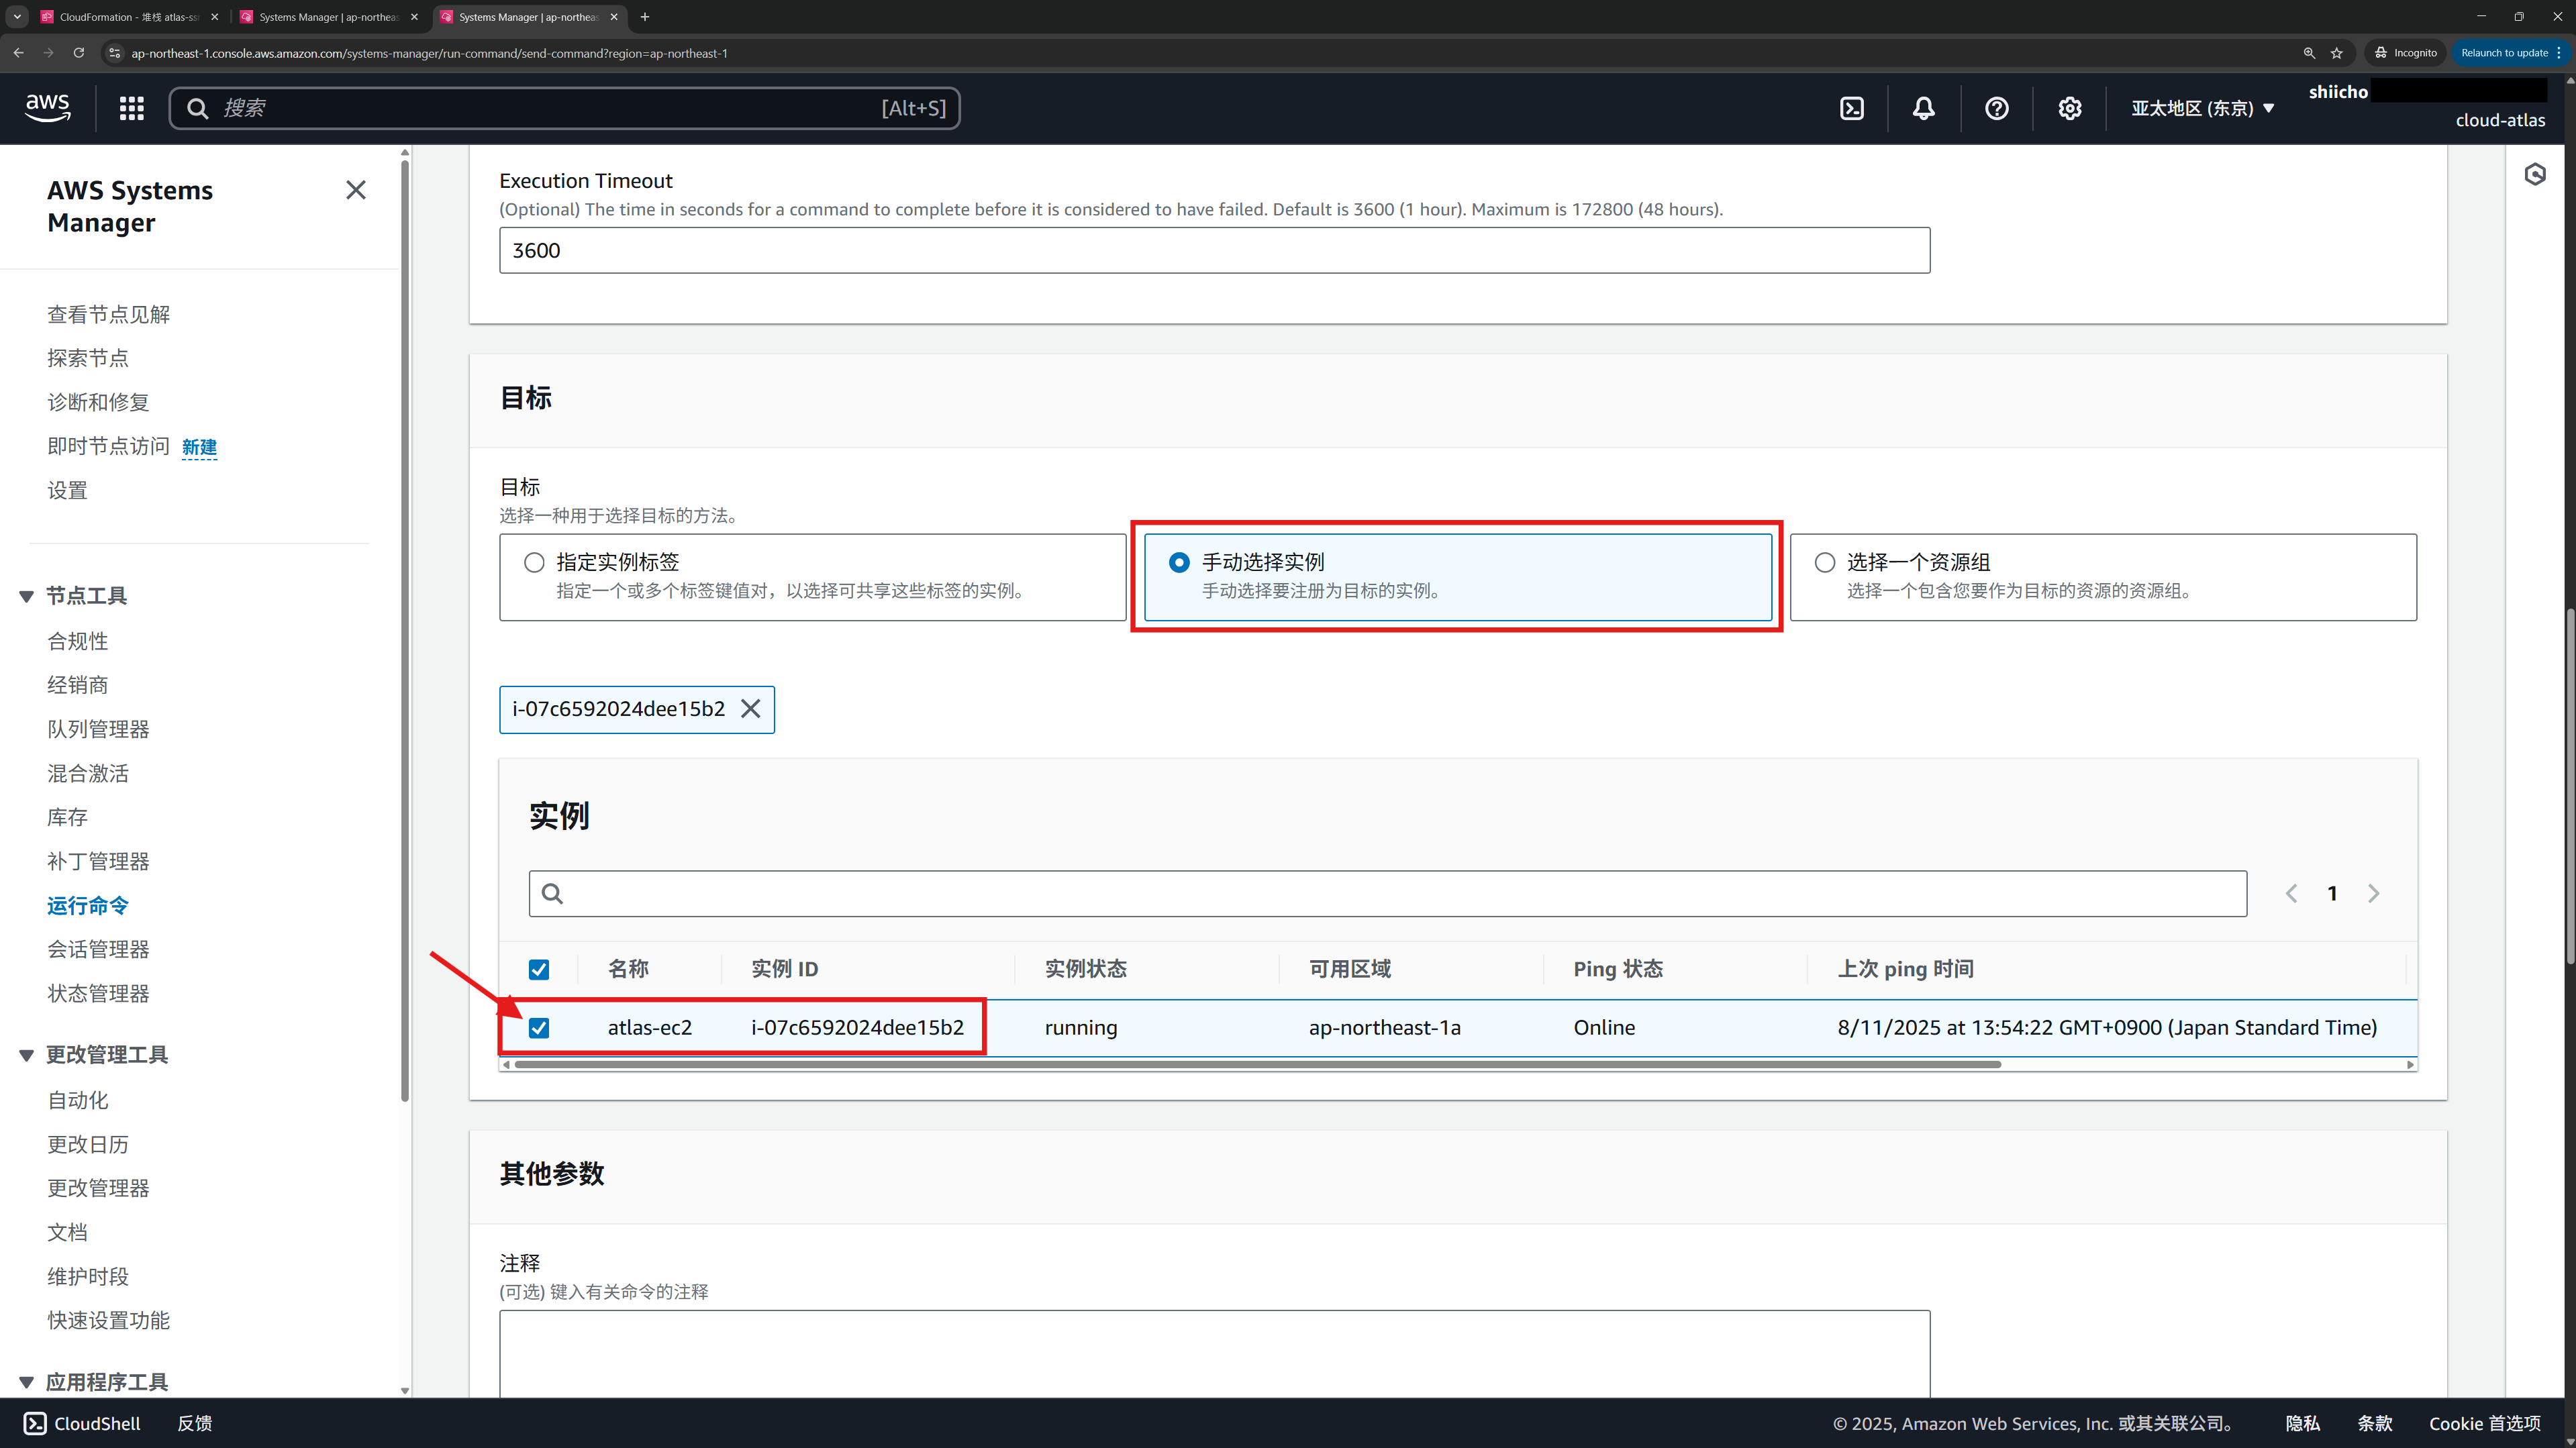 CloudFormation - 堆栈 atlas-ss
Systems Manager | ap-northeas
Systems Manager | ap-northeas
ap-northeast-1.console.aws.amazon.com/systems-manager/run-command/send-command?region=ap-northeast-1
Incognito
Relaunch to update
aws
搜索
[Alt+S]
亚太地区 (东京)
shiicho
cloud-atlas
AWS Systems
Manager
查看节点见解
探索节点
诊断和修复
即时节点访问 新建
设置
节点工具
合规性
经销商
队列管理器
混合激活
库存
补丁管理器
运行命令
会话管理器
状态管理器
更改管理工具
自动化
更改日历
更改管理器
文档
维护时段
快速设置功能
应用程序工具
Execution Timeout
(Optional) The time in seconds for a command to complete before it is considered to have failed. Default is 3600 (1 hour). Maximum is 172800 (48 hours).
3600
目标
目标
选择一种用于选择目标的方法。
指定实例标签
指定一个或多个标签键值对，以选择可共享这些标签的实例。
手动选择实例
手动选择要注册为目标的实例。
选择一个资源组
选择一个包含您要作为目标的资源的资源组。
i-07c6592024dee15b2
实例
1
名称 实例 ID 实例状态 可用区域 Ping 状态 上次 ping 时间
atlas-ec2 i-07c6592024dee15b2 running ap-northeast-1a Online 8/11/2025 at 13:54:22 GMT+0900 (Japan Standard Time)
其他参数
注释
(可选) 键入有关命令的注释
CloudShell 反馈
© 2025, Amazon Web Services, Inc. 或其关联公司。 隐私 条款 Cookie 首选项